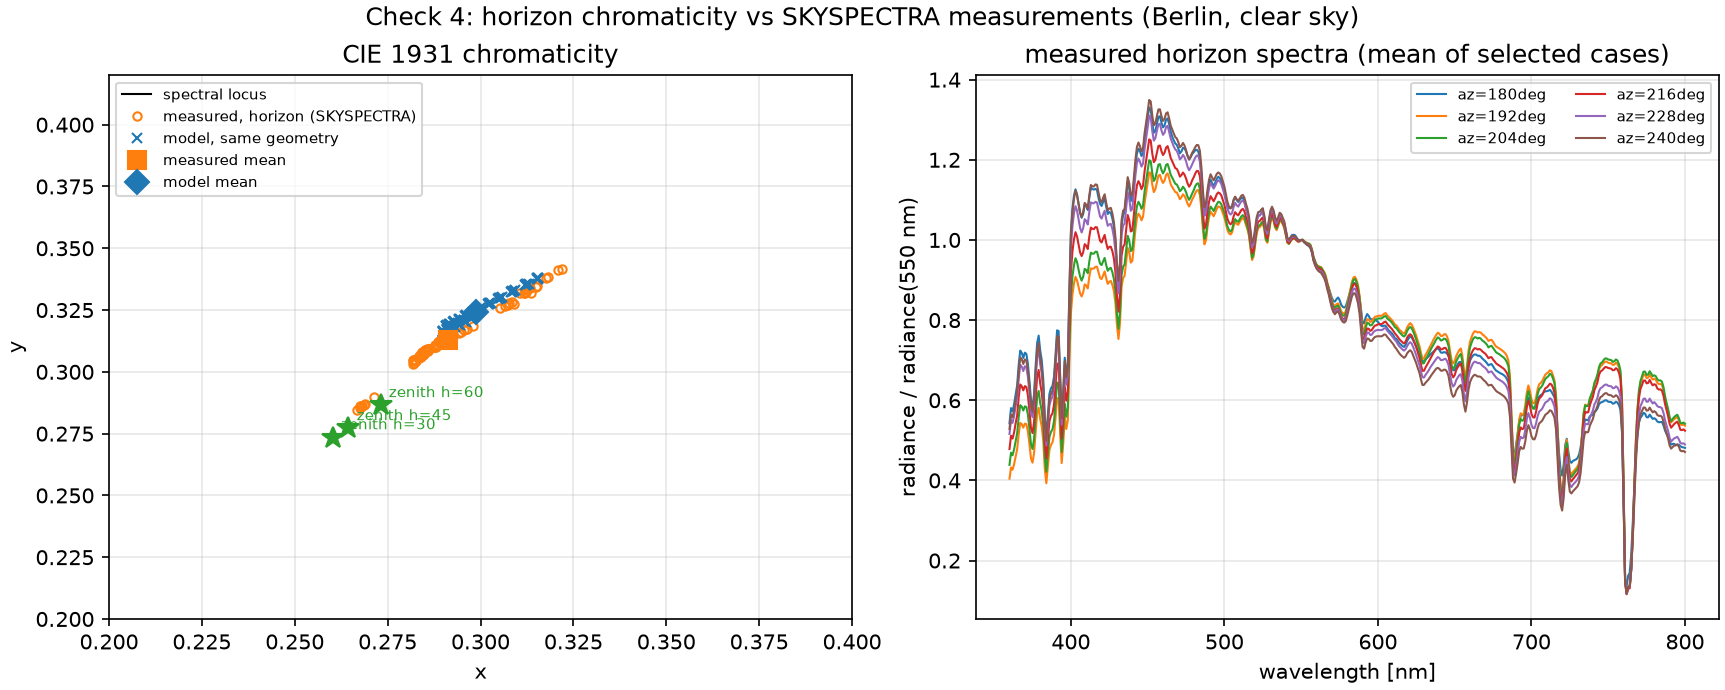 Check 4: horizon chromaticity vs SKYSPECTRA measurements (Berlin, clear sky)
CIE 1931 chromaticity
spectral locus
measured, horizon (SKYSPECTRA)
model, same geometry
measured mean
model mean
0.400
0.375
0.350
0.325
0.300
0.275
0.250
0.225
0.200
y
zenith h=60
zenith h=45
zenith h=30
0.200
0.225
0.250
0.275
0.300
0.325
0.350
0.375
0.400
x
measured horizon spectra (mean of selected cases)
az=180deg
az=192deg
az=204deg
az=216deg
az=228deg
az=240deg
1.4
1.2
1.0
0.8
0.6
0.4
0.2
radiance / radiance(550 nm)
400
500
600
700
800
wavelength [nm]